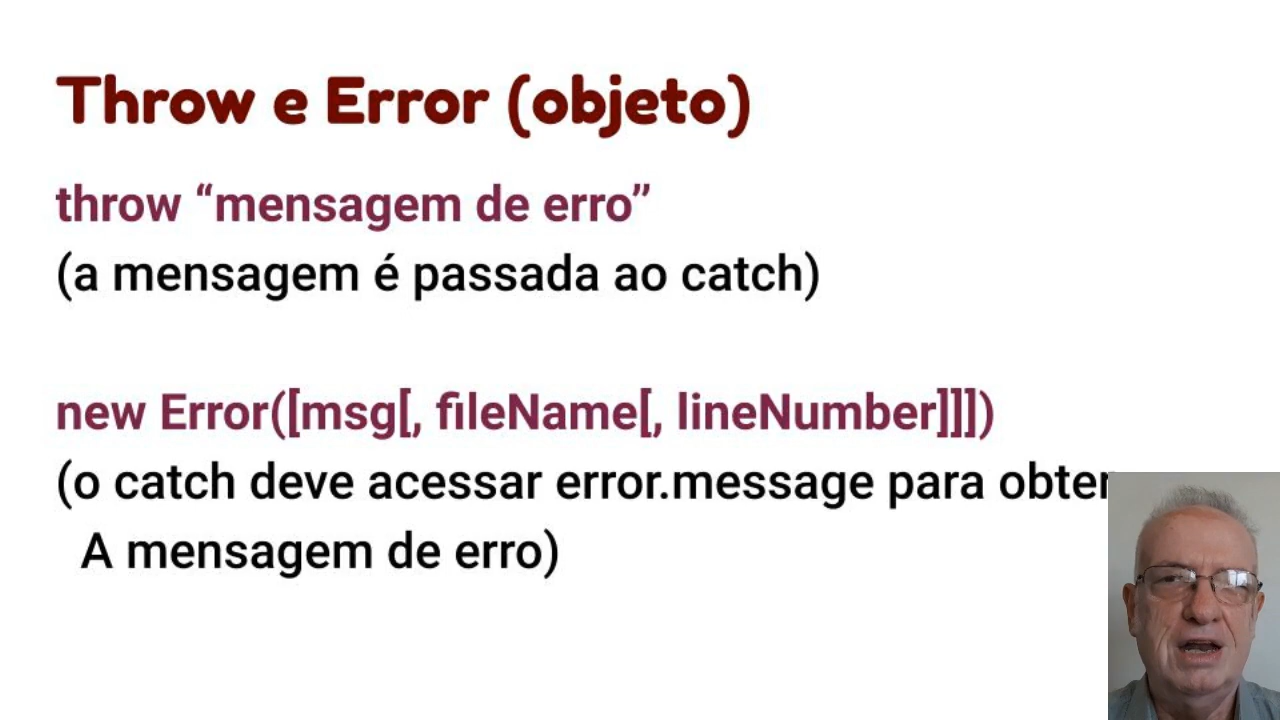 Throw e Error (objeto)
throw “mensagem de erro”
(a mensagem é passada ao catch)
new Error([msg[, fileName[, lineNumber]]])
(o catch deve acessar error.message para obter
A mensagem de erro)